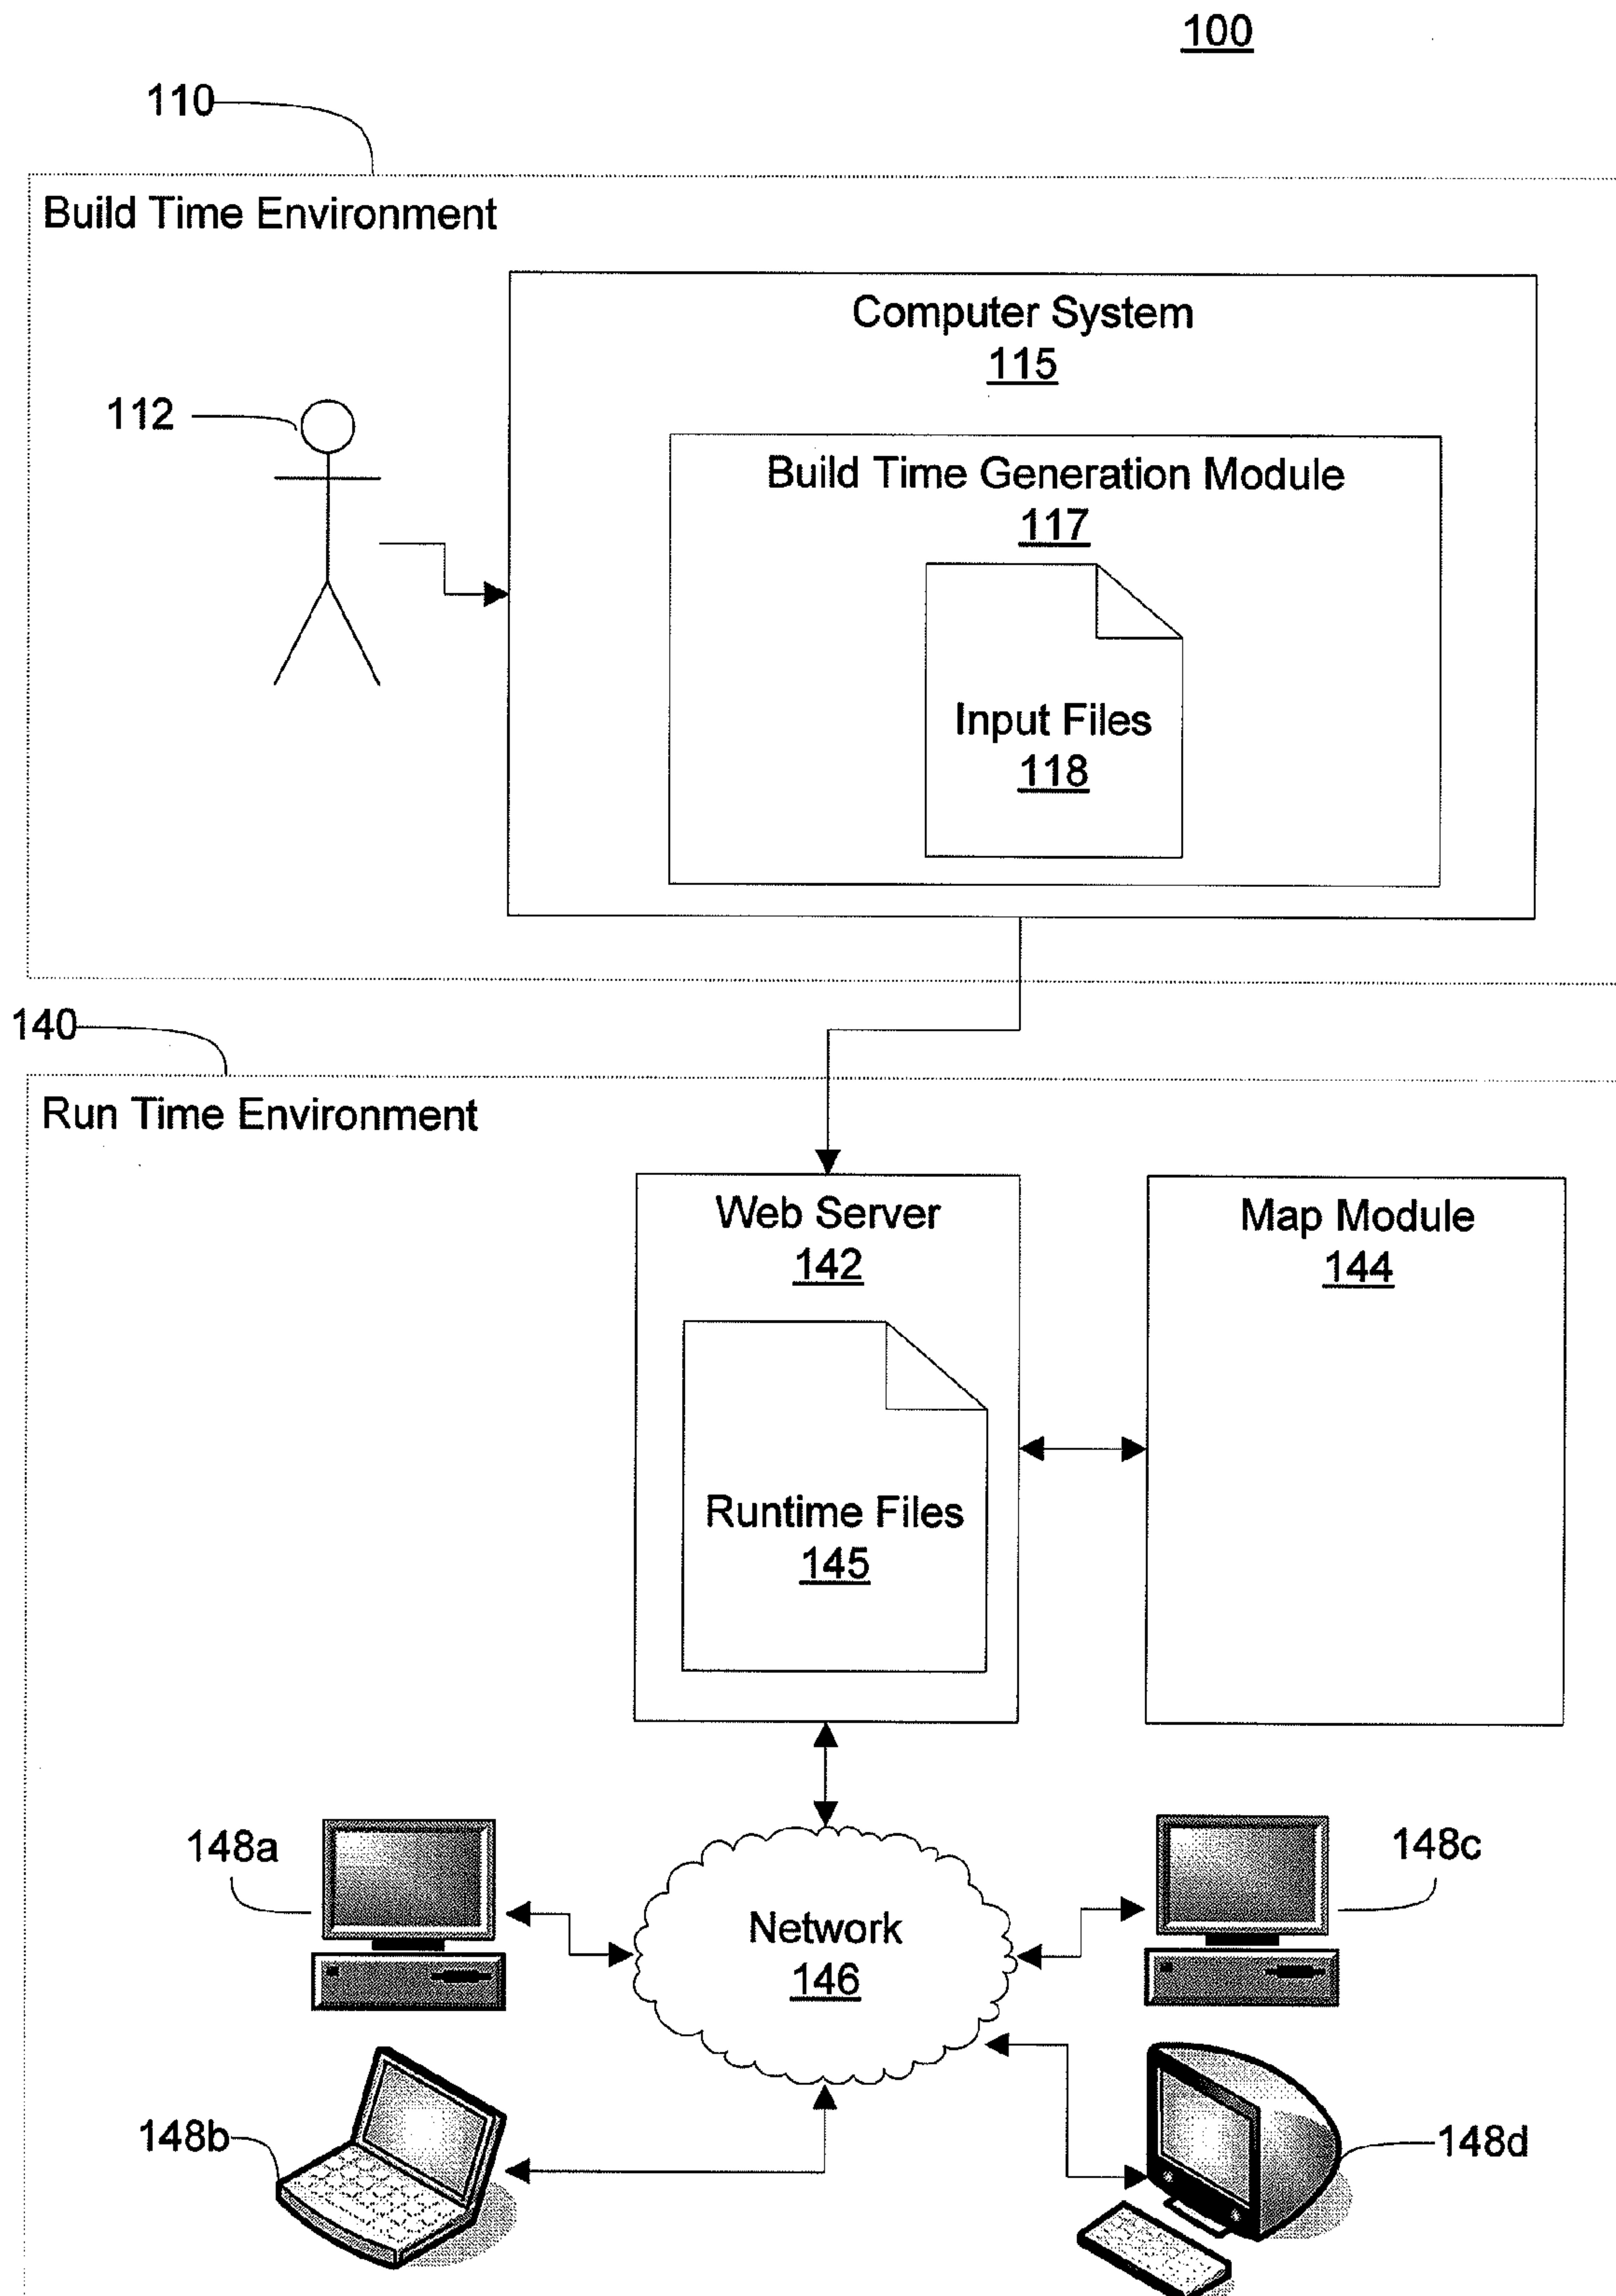 100
110
Build Time Environment
Computer System
115
112
Build Time Generation Module
117
Input Files
118
140
Run Time Environment
Web Server
142
Map Module
144
Runtime Files
145
148a
148c
Network
146
148b
148d